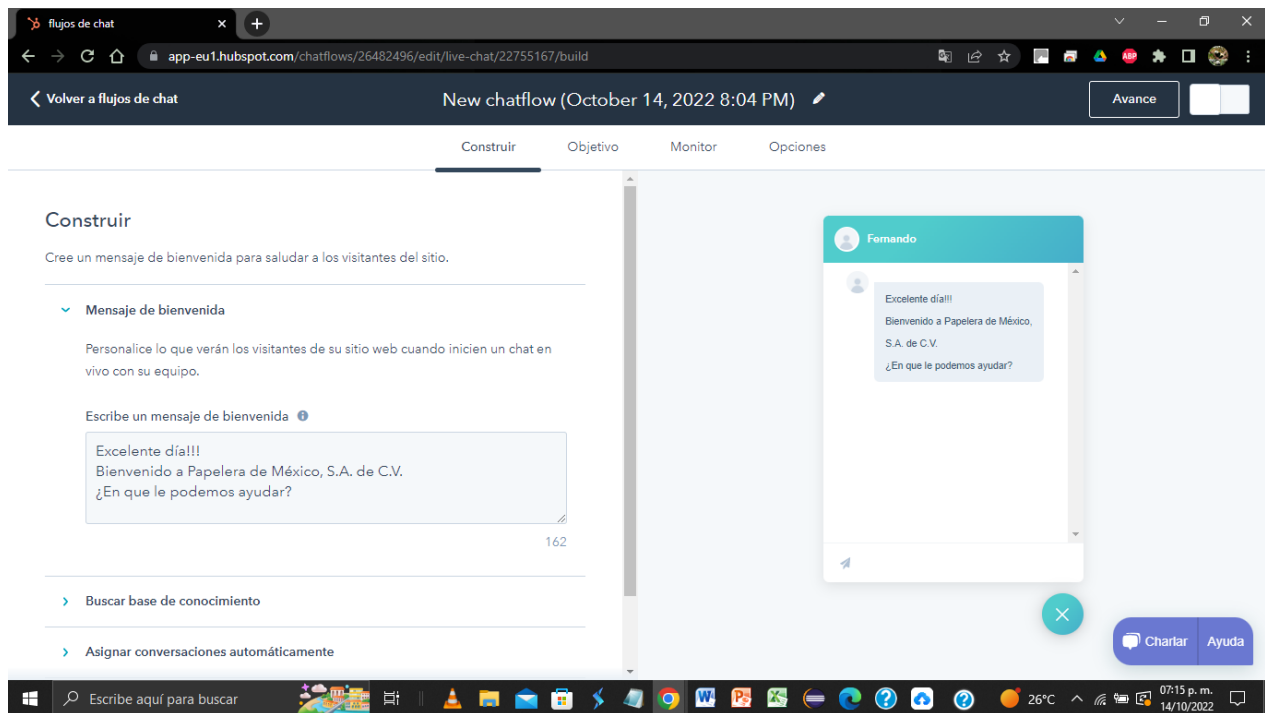 flujos de chat
app-eu1.hubspot.com/chatflows/26482496/edit/live-chat/22755167/build
ABP
Volver a flujos de chat
New chatflow (October 14, 2022 8:04 PM)
Avance
Construir
Objetivo
Monitor
Opciones
Construir
Cree un mensaje de bienvenida para saludar a los visitantes del sitio.
Mensaje de bienvenida
Personalice lo que verán los visitantes de su sitio web cuando inicien un chat en
vivo con su equipo.
Escribe un mensaje de bienvenida
Excelente día!!!
Bienvenido a Papelera de México, S.A. de C.V.
¿En que le podemos ayudar?
162
Buscar base de conocimiento
Asignar conversaciones automáticamente
Fernando
Excelente día!!!
Bienvenido a Papelera de México,
S.A. de C.V.
¿En que le podemos ayudar?
Charlar
Ayuda
Escribe aquí para buscar
26°C
07:15 p. m.
14/10/2022